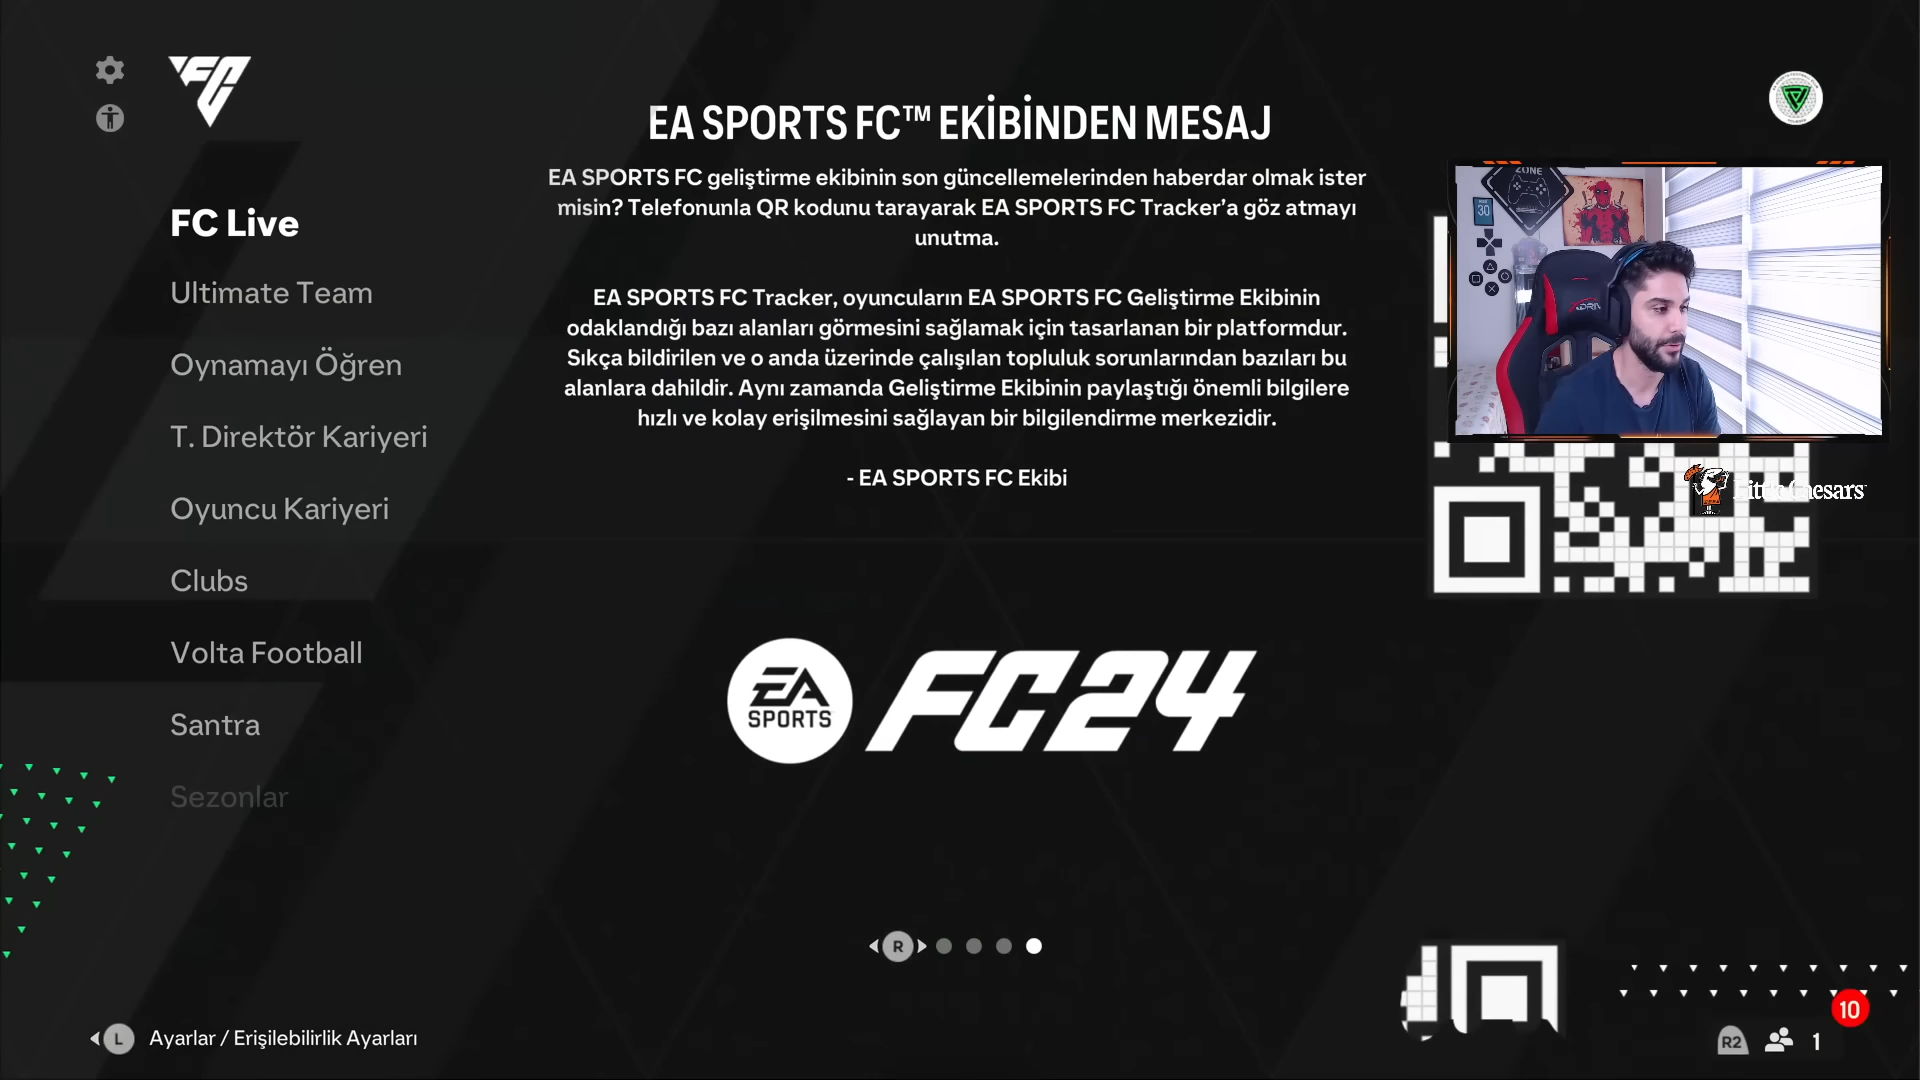 EA SPORTS FC™ EKİBİNDEN MESAJ
EA SPORTS FC geliştirme ekibinin son güncellemelerinden haberdar olmak ister
misin? Telefonunla QR kodunu tarayarak EA SPORTS FC Tracker’a göz atmayı
unutma.
EA SPORTS FC Tracker, oyuncuların EA SPORTS FC Geliştirme Ekibinin
odaklandığı bazı alanları görmesini sağlamak için tasarlanan bir platformdur.
Sıkça bildirilen ve o anda üzerinde çalışılan topluluk sorunlarından bazıları bu
alanlara dahildir. Aynı zamanda Geliştirme Ekibinin paylaştığı önemli bilgilere
hızlı ve kolay erişilmesini sağlayan bir bilgilendirme merkezidir.
- EA SPORTS FC Ekibi
FC
FC Live
Ultimate Team
Oynamayı Öğren
T. Direktör Kariyeri
Oyuncu Kariyeri
Clubs
Volta Football
Santra
Sezonlar
ZONE
30
Little Caesars
EA SPORTS FC24
R
L Ayarlar / Erişilebilirlik Ayarları
10
R2 1